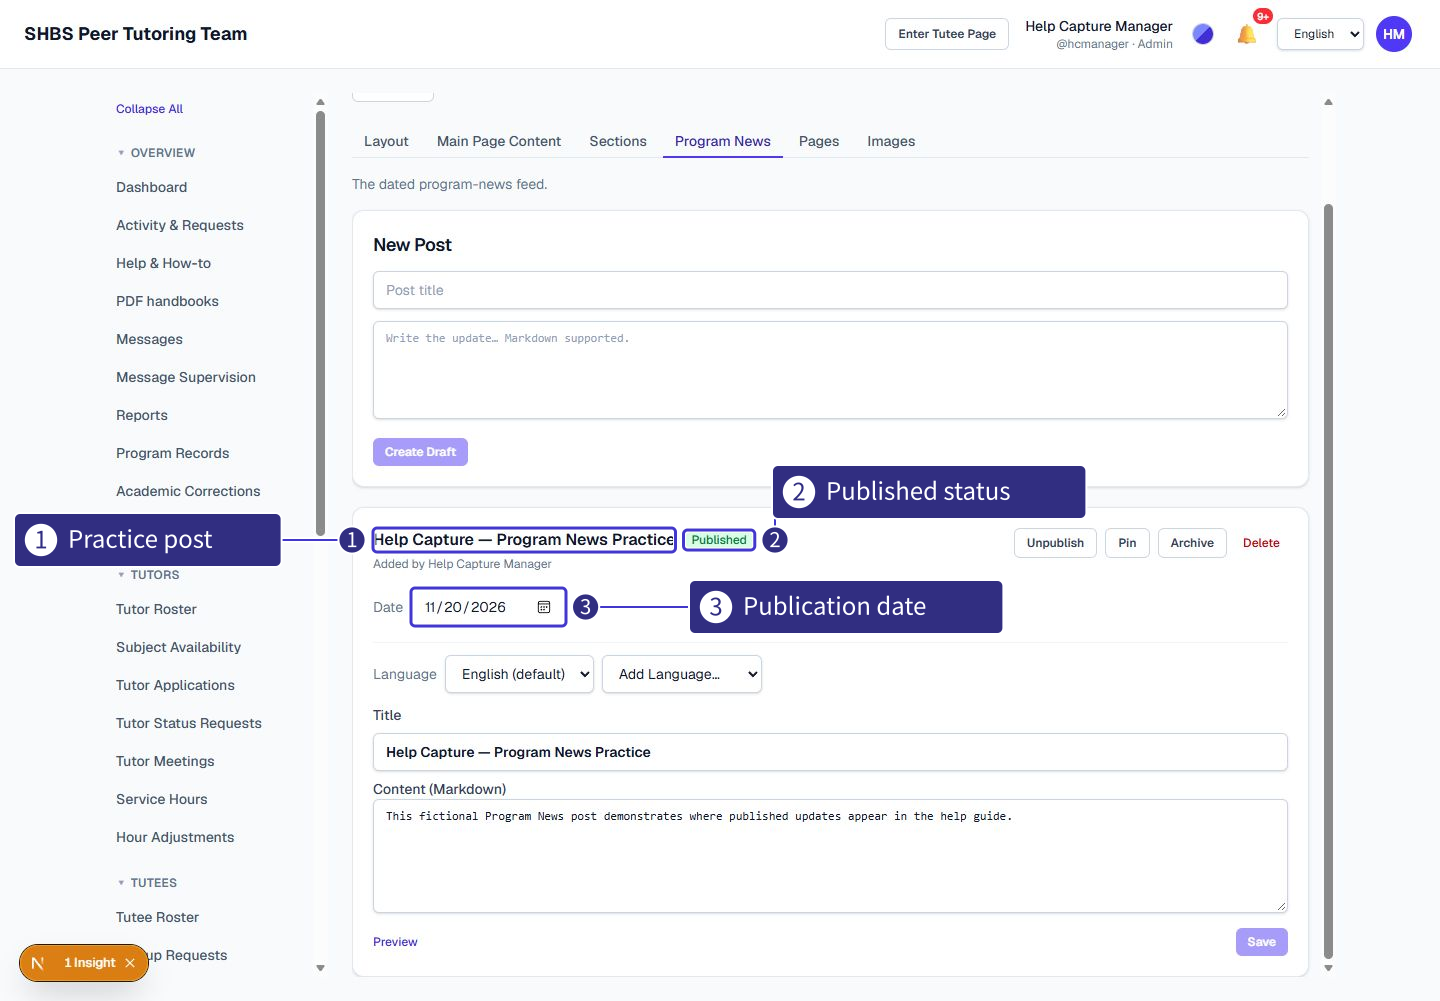 SHBS Peer Tutoring Team
Enter Tutee Page
Help Capture Manager
@hcmanager · Admin
9+
English
HM
Collapse All
OVERVIEW
Dashboard
Activity & Requests
Help & How-to
PDF handbooks
Messages
Message Supervision
Reports
Program Records
Academic Corrections
TUTORS
Tutor Roster
Subject Availability
Tutor Applications
Tutor Status Requests
Tutor Meetings
Service Hours
Hour Adjustments
TUTEES
Tutee Roster
up Requests
1 Insight
Layout Main Page Content Sections Program News Pages Images
The dated program-news feed.
New Post
Post title
Write the update… Markdown supported.
Create Draft
2 Published status
1 Practice post
1 Help Capture — Program News Practice Published 2
Unpublish Pin Archive Delete
Added by Help Capture Manager
Date 11/20/2026 3
3 Publication date
Language English (default) Add Language...
Title
Help Capture — Program News Practice
Content (Markdown)
This fictional Program News post demonstrates where published updates appear in the help guide.
Preview Save